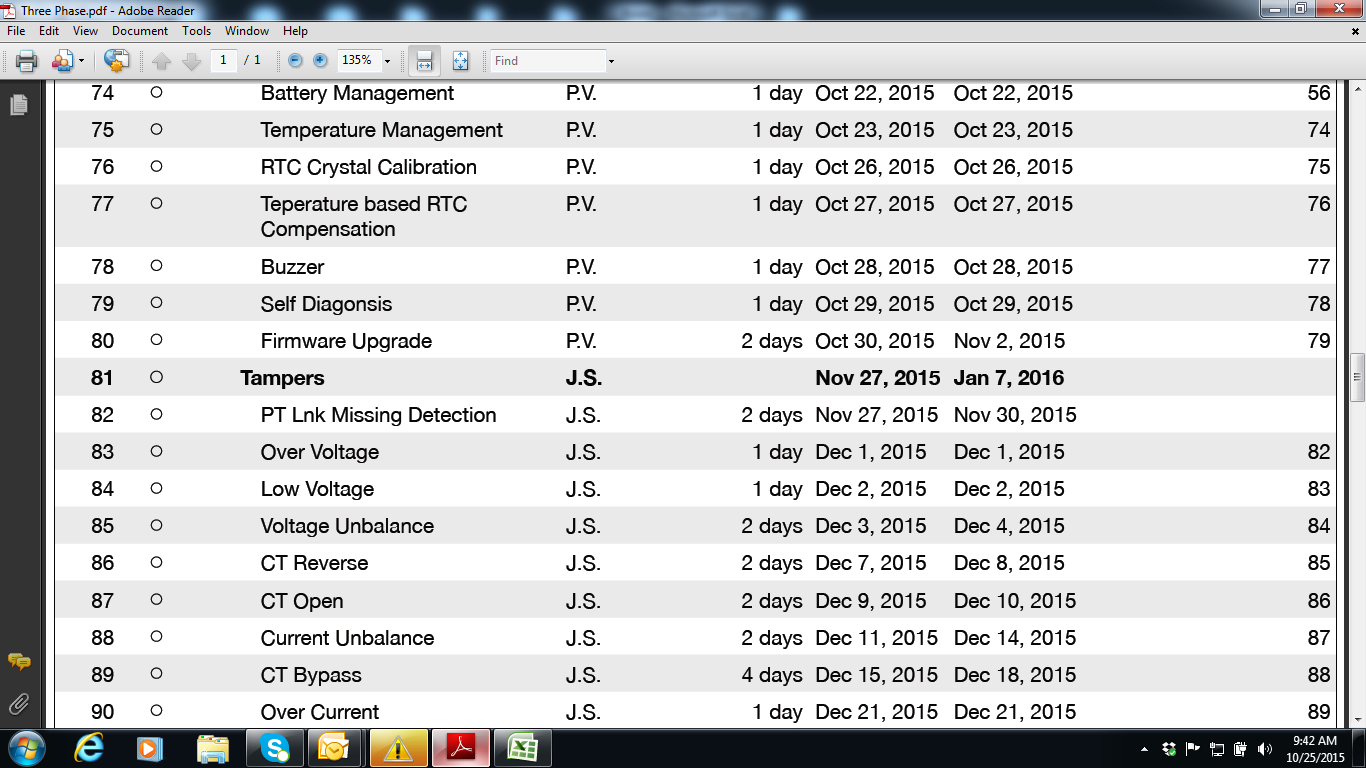 Three Phase.pdf - Adobe Reader
File Edit View Document Tools Window Help
1 / 1 135% Find
74 Battery Management P.V. 1 day Oct 22, 2015 Oct 22, 2015 56
75 Temperature Management P.V. 1 day Oct 23, 2015 Oct 23, 2015 74
76 RTC Crystal Calibration P.V. 1 day Oct 26, 2015 Oct 26, 2015 75
77 Teperature based RTC P.V. 1 day Oct 27, 2015 Oct 27, 2015 76
Compensation
78 Buzzer P.V. 1 day Oct 28, 2015 Oct 28, 2015 77
79 Self Diagonsis P.V. 1 day Oct 29, 2015 Oct 29, 2015 78
80 Firmware Upgrade P.V. 2 days Oct 30, 2015 Nov 2, 2015 79
81 Tampers J.S. Nov 27, 2015 Jan 7, 2016
82 PT Lnk Missing Detection J.S. 2 days Nov 27, 2015 Nov 30, 2015
83 Over Voltage J.S. 1 day Dec 1, 2015 Dec 1, 2015 82
84 Low Voltage J.S. 1 day Dec 2, 2015 Dec 2, 2015 83
85 Voltage Unbalance J.S. 2 days Dec 3, 2015 Dec 4, 2015 84
86 CT Reverse J.S. 2 days Dec 7, 2015 Dec 8, 2015 85
87 CT Open J.S. 2 days Dec 9, 2015 Dec 10, 2015 86
88 Current Unbalance J.S. 2 days Dec 11, 2015 Dec 14, 2015 87
89 CT Bypass J.S. 4 days Dec 15, 2015 Dec 18, 2015 88
90 Over Current J.S. 1 day Dec 21, 2015 Dec 21, 2015 89
9:42 AM
10/25/2015